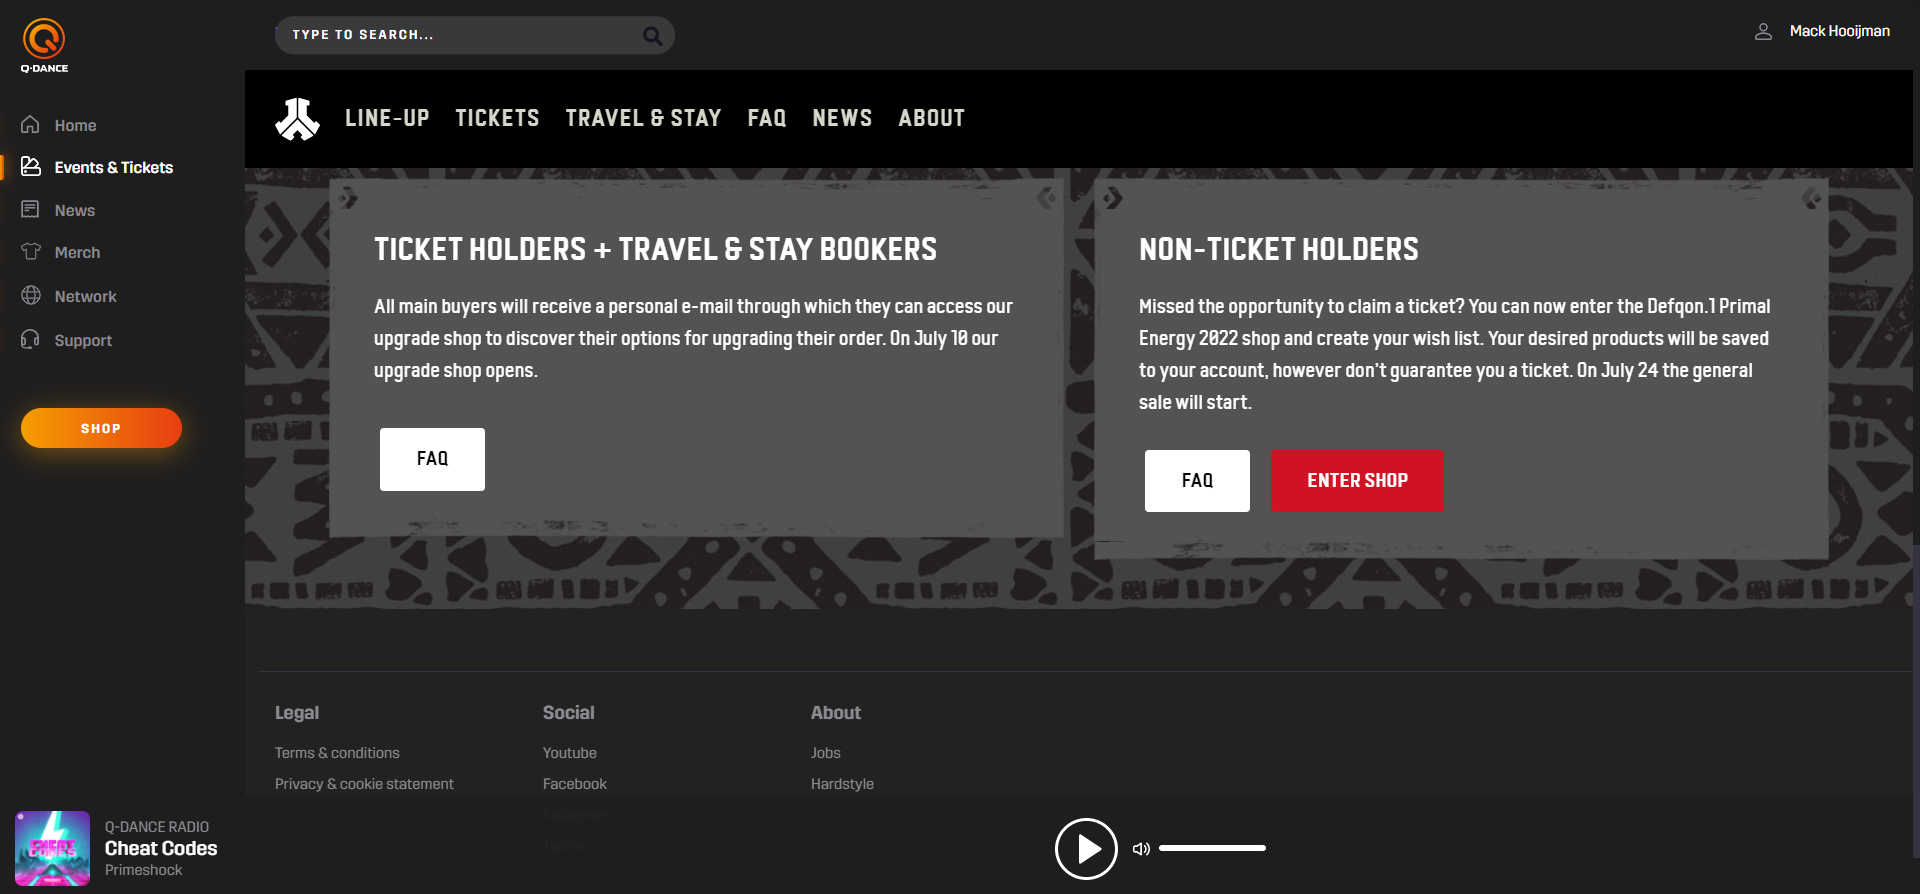 Q-DANCE
TYPE TO SEARCH...
Mack Hooijman
Home
Events & Tickets
News
Merch
Network
Support
SHOP
LINE-UP TICKETS TRAVEL & STAY FAQ NEWS ABOUT
TICKET HOLDERS + TRAVEL & STAY BOOKERS
All main buyers will receive a personal e-mail through which they can access our
upgrade shop to discover their options for upgrading their order. On July 10 our
upgrade shop opens.
FAQ
NON-TICKET HOLDERS
Missed the opportunity to claim a ticket? You can now enter the Defqon.1 Primal
Energy 2022 shop and create your wish list. Your desired products will be saved
to your account, however don't guarantee you a ticket. On July 24 the general
sale will start.
FAQ
ENTER SHOP
Legal
Terms & conditions
Privacy & cookie statement
Social
Youtube
Facebook
Instagram
Twitter
About
Jobs
Hardstyle
CHEAT
CODES
Q-DANCE RADIO
Cheat Codes
Primeshock